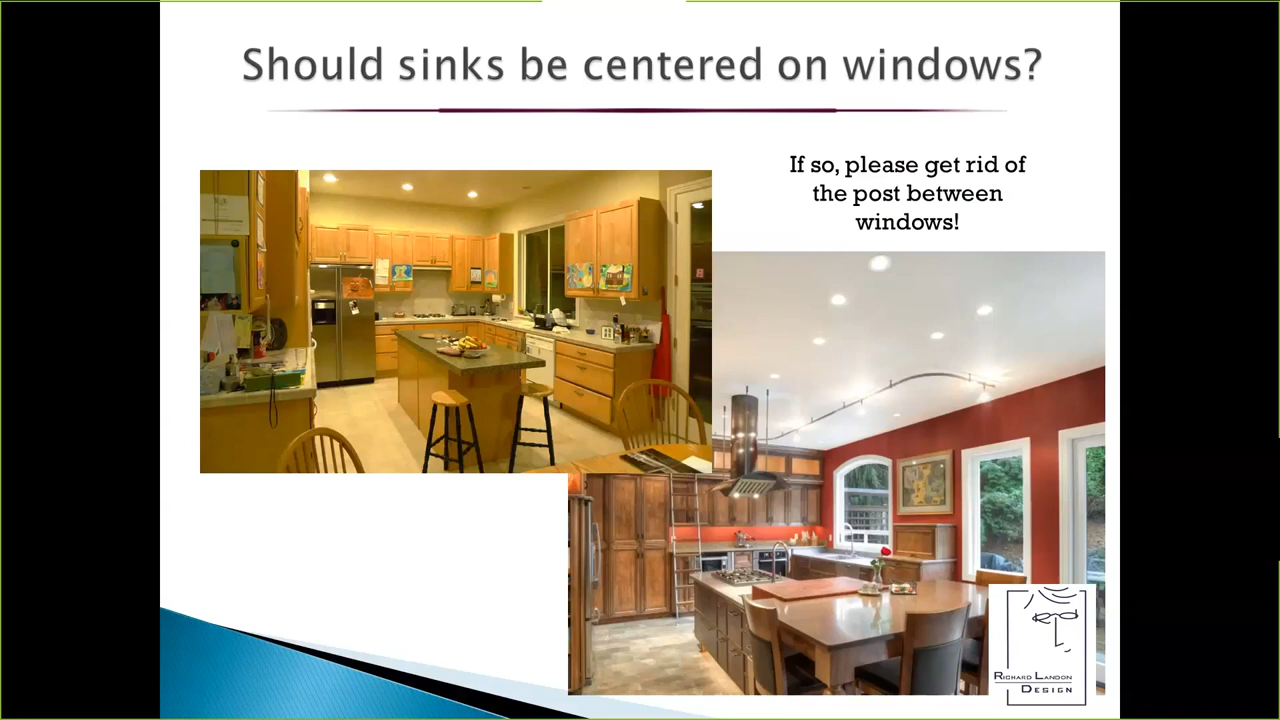 Should sinks be centered on windows?
If so, please get rid of
the post between
windows!
RICHARD LANDON
DESIGN